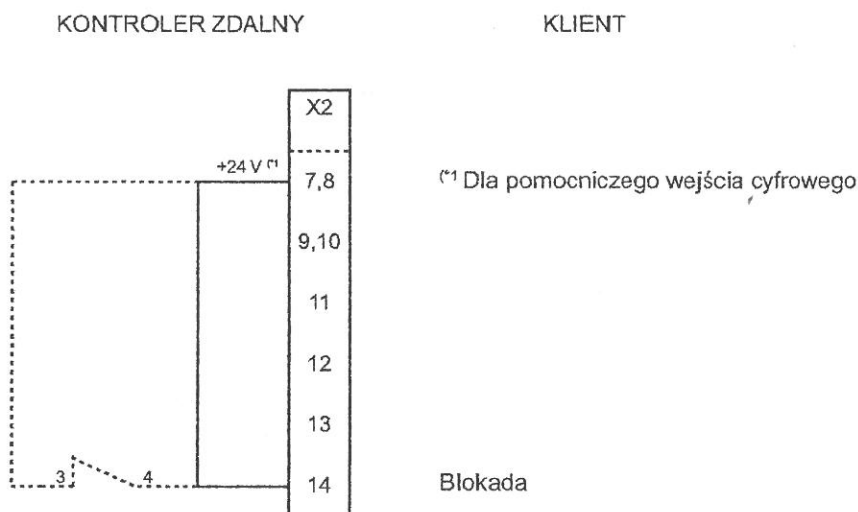 KONTROLER ZDALNY KLIENT
X2
+24 V (*1 7,8 (*1 Dla pomocniczego wejścia cyfrowego
9,10
11
12
13
3 4 14 Blokada